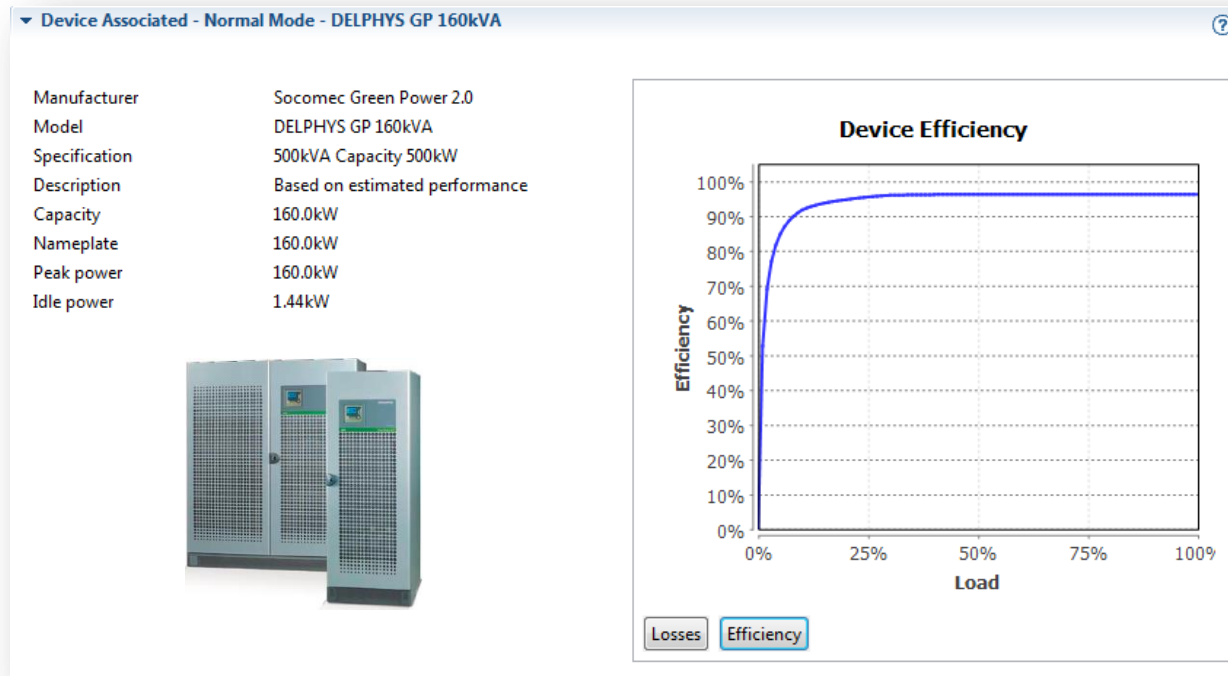 Device Associated - Normal Mode - DELPHYS GP 160kVA
?
Manufacturer Socomec Green Power 2.0
Model DELPHYS GP 160kVA
Specification 500kVA Capacity 500kW
Description Based on estimated performance
Capacity 160.0kW
Nameplate 160.0kW
Peak power 160.0kW
Idle power 1.44kW
Device Efficiency
Efficiency
100%
90%
80%
70%
60%
50%
40%
30%
20%
10%
0%
0% 25% 50% 75% 100%
Load
Losses Efficiency